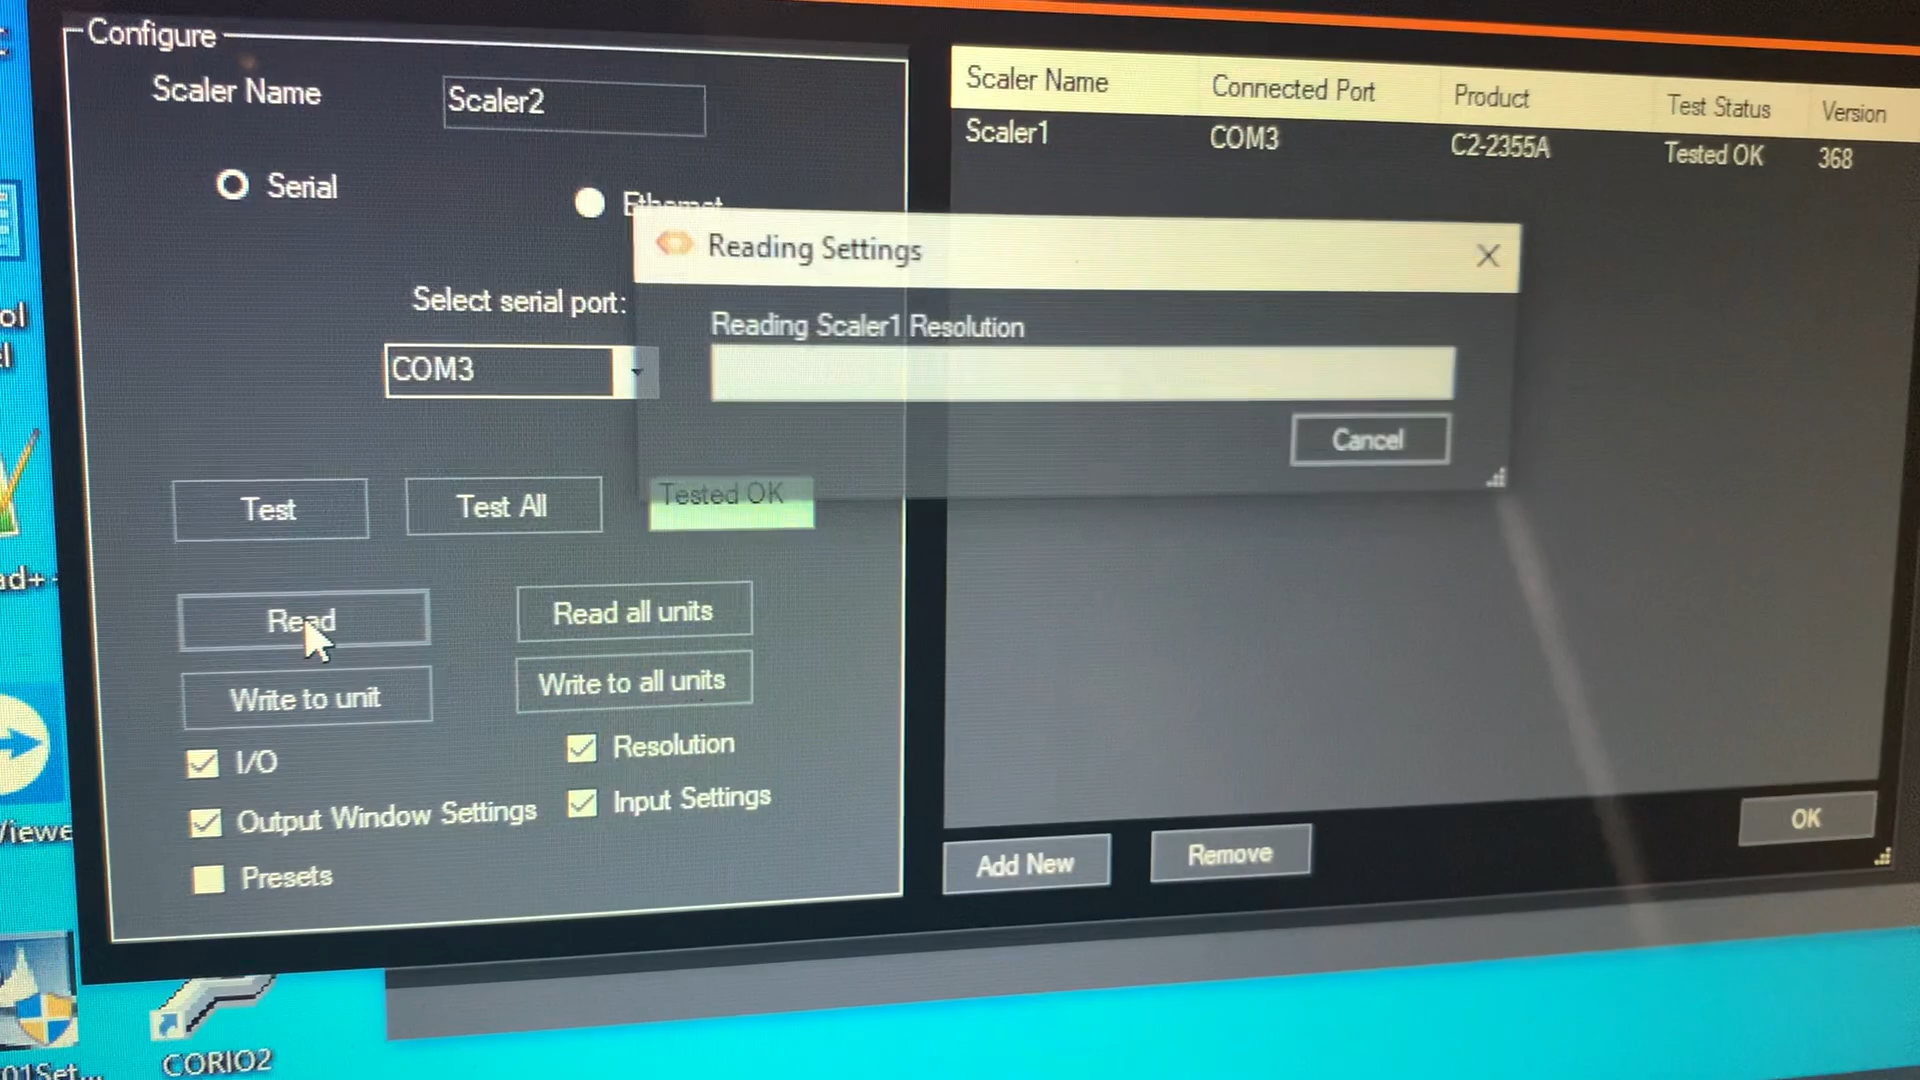 Configure
Scaler Name
Scaler2
Serial
Ethernet
Select serial port:
COM3
Test
Test All
Tested OK
Read
Read all units
Write to unit
Write to all units
I/O
Resolution
Output Window Settings
Input Settings
Presets
Scaler Name Connected Port Product Test Status Version
Scaler1 COM3 C2-2355A Tested OK 368
Reading Settings
Reading Scaler1 Resolution
Cancel
Add New
Remove
OK
CORIO2